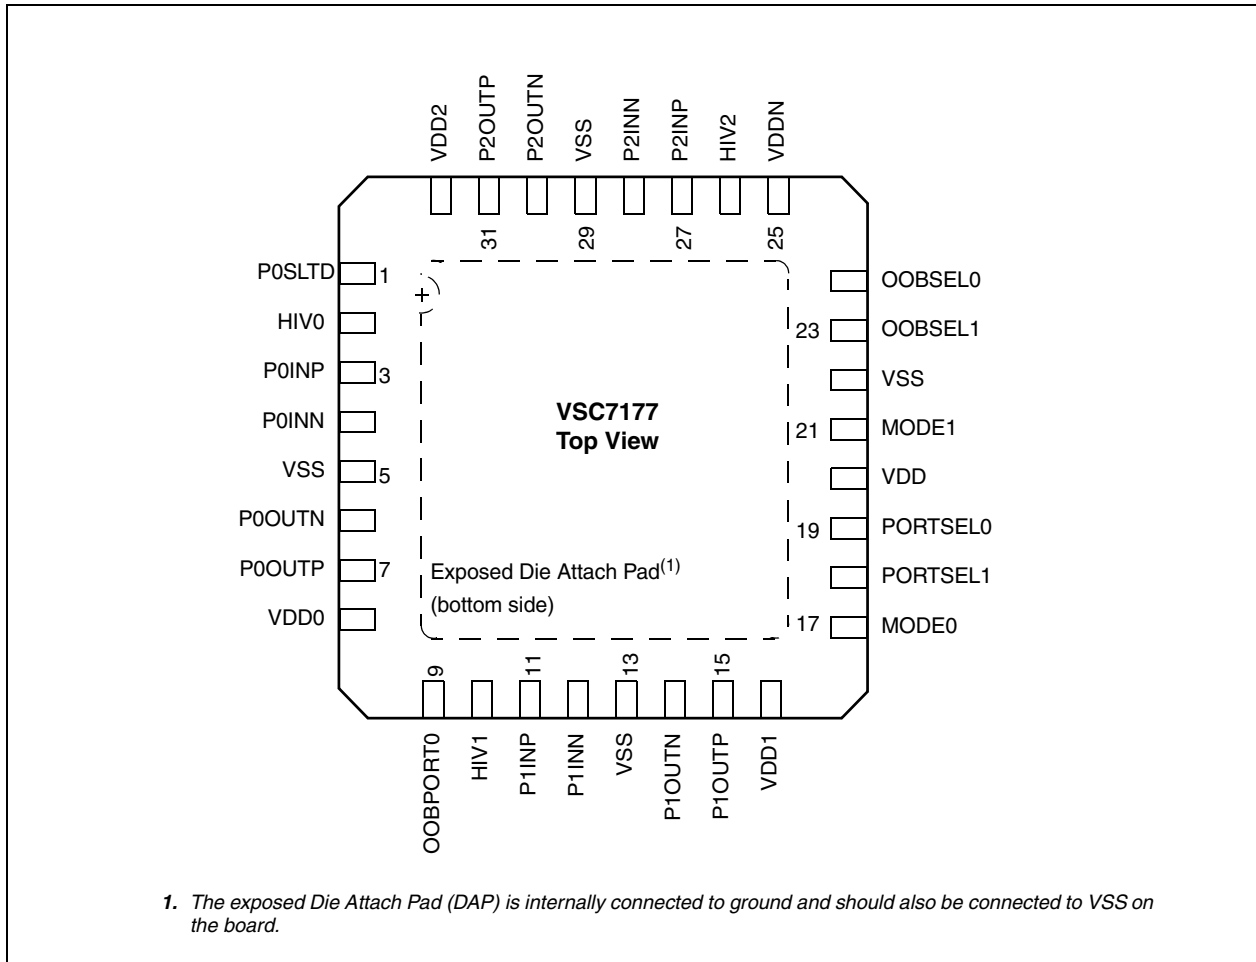 VDD2
P2OUTP
P2OUTN
VSS
P2INN
P2INP
HIV2
VDDN
31
29
27
25
P0SLTD
1
HIV0
P0INP
3
P0INN
VSS
5
P0OUTN
P0OUTP
7
VDD0
OOBSEL0
23
OOBSEL1
VSS
21
MODE1
VDD
19
PORTSEL0
PORTSEL1
17
MODE0
VSC7177
Top View
Exposed Die Attach Pad(1)
(bottom side)
9
11
13
15
OOBPORT0
HIV1
P1INP
P1INN
VSS
P1OUTN
P1OUTP
VDD1
1. The exposed Die Attach Pad (DAP) is internally connected to ground and should also be connected to VSS on
the board.